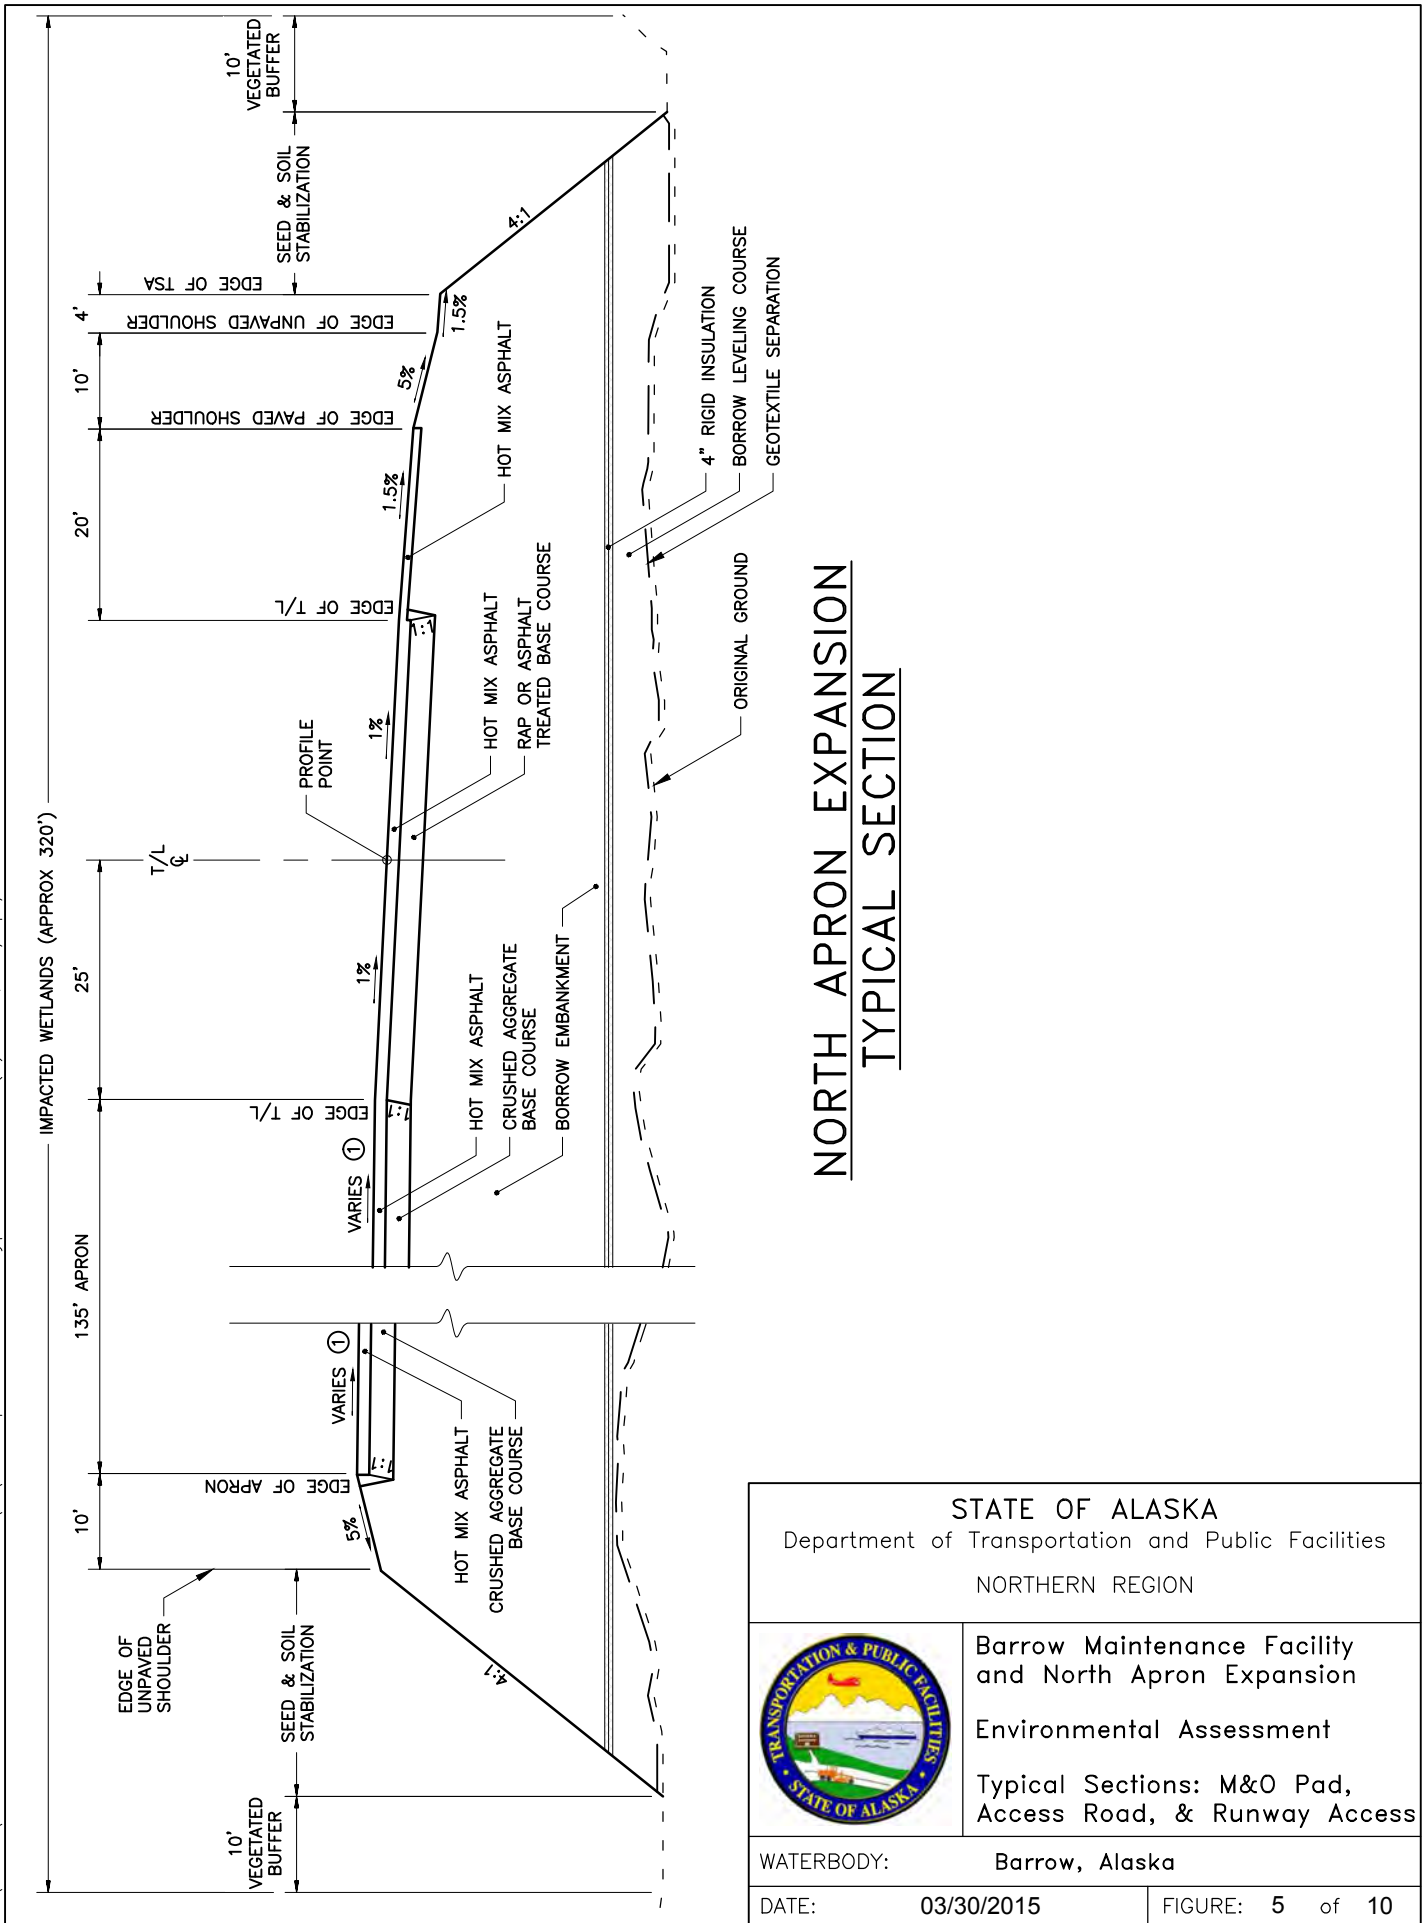 IMPACTED WETLANDS (APPROX 320')
10'
VEGETATED
BUFFER
SEED & SOIL
STABILIZATION
EDGE OF
UNPAVED
SHOULDER
10'
5%
4:1
EDGE OF APRON
135' APRON
VARIES 1
1:1
HOT MIX ASPHALT
CRUSHED AGGREGATE
BASE COURSE
VARIES 1
EDGE OF T/L
1:1
HOT MIX ASPHALT
CRUSHED AGGREGATE
BASE COURSE
BORROW EMBANKMENT
25'
1%
T/L
℄
PROFILE
POINT
1%
HOT MIX ASPHALT
RAP OR ASPHALT
TREATED BASE COURSE
1:1
EDGE OF T/L
20'
1.5%
HOT MIX ASPHALT
EDGE OF PAVED SHOULDER
10'
5%
EDGE OF UNPAVED SHOULDER
4'
1.5%
EDGE OF TSA
SEED & SOIL
STABILIZATION
4:1
10'
VEGETATED
BUFFER
4" RIGID INSULATION
BORROW LEVELING COURSE
GEOTEXTILE SEPARATION
ORIGINAL GROUND
NORTH APRON EXPANSION
TYPICAL SECTION
STATE OF ALASKA
Department of Transportation and Public Facilities
NORTHERN REGION
TRANSPORTATION & PUBLIC FACILITIES
STATE OF ALASKA
Barrow Maintenance Facility
and North Apron Expansion
Environmental Assessment
Typical Sections: M&O Pad,
Access Road, & Runway Access
WATERBODY: Barrow, Alaska
DATE: 03/30/2015 FIGURE: 5 of 10